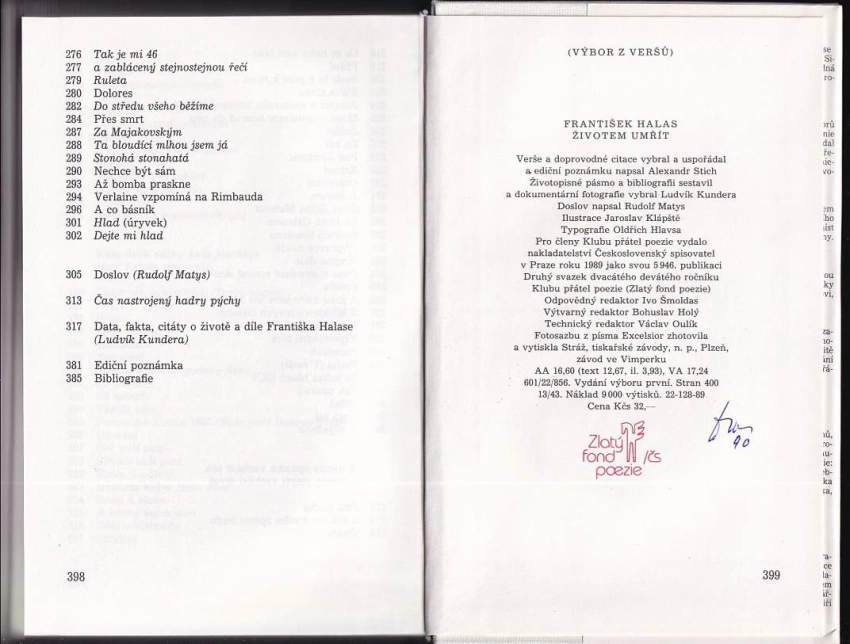 276 Tak je mi 46
277 a zablácený stejnostejnou řečí
279 Ruleta
280 Dolores
282 Do středu všeho běžíme
284 Přes smrt
287 Za Majakovským
288 Ta bloudící mlhou jsem já
289 Stonohá stonahatá
290 Nechce být sám
293 Až bomba praskne
294 Verlaine vzpomíná na Rimbauda
296 A co básník
301 Hlad (úryvek)
302 Dejte mi hlad
305 Doslov (Rudolf Matys)
313 Čas nastrojený hadry pýchy
317 Data, fakta, citáty o životě a díle Františka Halase
(Ludvík Kundera)
381 Ediční poznámka
385 Bibliografie
398
(VÝBOR Z VERŠŮ)
FRANTIŠEK HALAS
ŽIVOTEM UMŘÍT
Verše a doprovodné citace vybral a uspořádal
a ediční poznámku napsal Alexandr Stich
Životopisné pásmo a bibliografii sestavil
a dokumentární fotografie vybral Ludvík Kundera
Doslov napsal Rudolf Matys
Ilustrace Jaroslav Klápště
Typografie Oldřich Hlavsa
Pro členy Klubu přátel poezie vydalo
nakladatelství Československý spisovatel
v Praze roku 1989 jako svou 5 946. publikaci
Druhý svazek dvacátého devátého ročníku
Klubu přátel poezie (Zlatý fond poezie)
Odpovědný redaktor Ivo Šmoldas
Výtvarný redaktor Bohuslav Holý
Technický redaktor Václav Oulík
Fotosazbu z písma Excelsior zhotovila
a vytiskla Stráž, tiskařské závody, n. p., Plzeň,
závod ve Vimperku
AA 16,60 (text 12,67, il. 3,93), VA 17,24
601/22/856. Vydání výboru první. Stran 400
13/43. Náklad 9 000 výtisků. 22-128-89
Cena Kčs 32,—
90
Zlatý
fond /čs
poezie
399